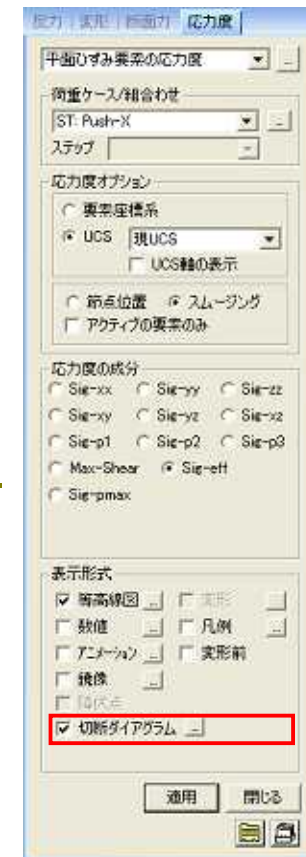 反力 変形 断面力 応力度
平面ひずみ要素の応力度 ...
荷重ケース/組合わせ
ST: Push-X ...
ステップ
応力度オプション
要素座標系
UCS 現UCS
UCS軸の表示
節点位置 スムージング
アクティブの要素のみ
応力度の成分
Sig-xx Sig-yy Sig-zz
Sig-xy Sig-yz Sig-xz
Sig-p1 Sig-p2 Sig-p3
Max-Shear Sig-eff
Sig-pmax
表示形式
等高線図 ... 変形 ...
数値 ... 凡例 ...
アニメーション ... 変形前
鏡像 ...
降伏点
切断ダイアグラム ...
適用 閉じる